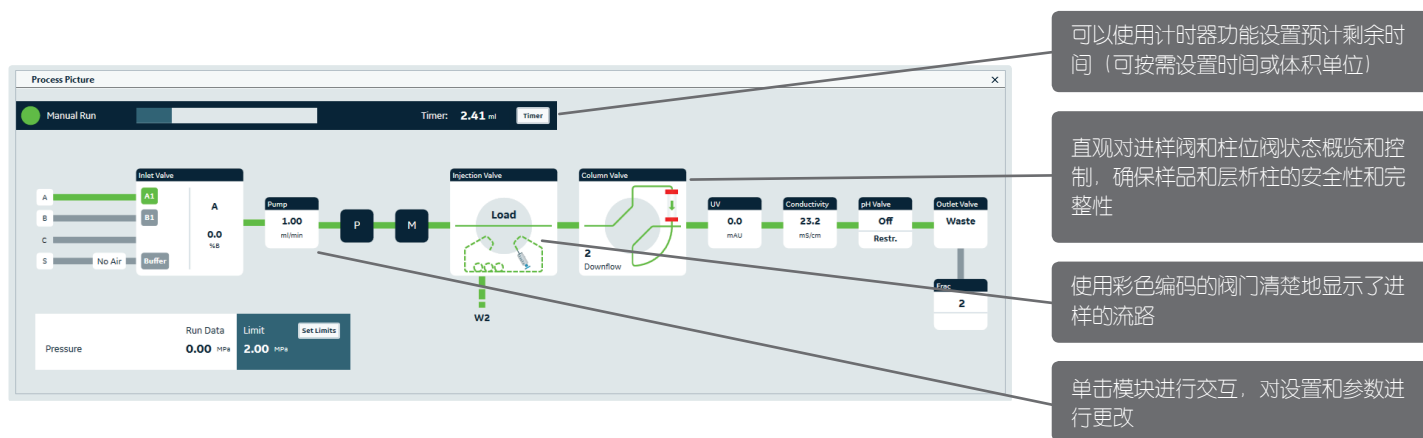 可以使用计时器功能设置预计剩余时
间（可按需设置时间或体积单位）
Process Picture
×
Manual Run
Timer: 2.41 ml
Timer
直观对进样阀和柱位阀状态概览和控
制，确保样品和层析柱的安全性和完
整性
Inlet Valve
A
A1
B
B1
C
S
No Air
Buffer
A
0.0
%B
Pump
1.00
ml/min
P
M
Injection Valve
Load
W2
Column Valve
2
Downflow
UV
0.0
mAU
Conductivity
23.2
mS/cm
pH Valve
Off
Restr.
Outlet Valve
Waste
Frac
2
使用彩色编码的阀门清楚地显示了进
样的流路
Run Data
Limit
Set Limits
Pressure
0.00 MPa
2.00 MPa
单击模块进行交互，对设置和参数进
行更改